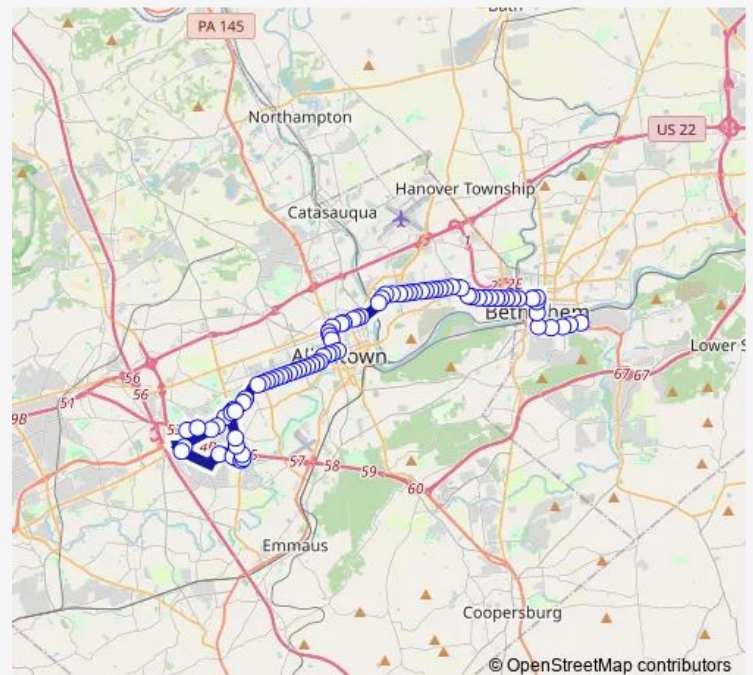 Bath
PA 145
Northampton
US 22
Hanover Township
Catasauqua
1
Bethlehem
Lower S
56
56
51
9B
67 67
57
58
59
60
Emmaus
Coopersburg
© OpenStreetMap contributors